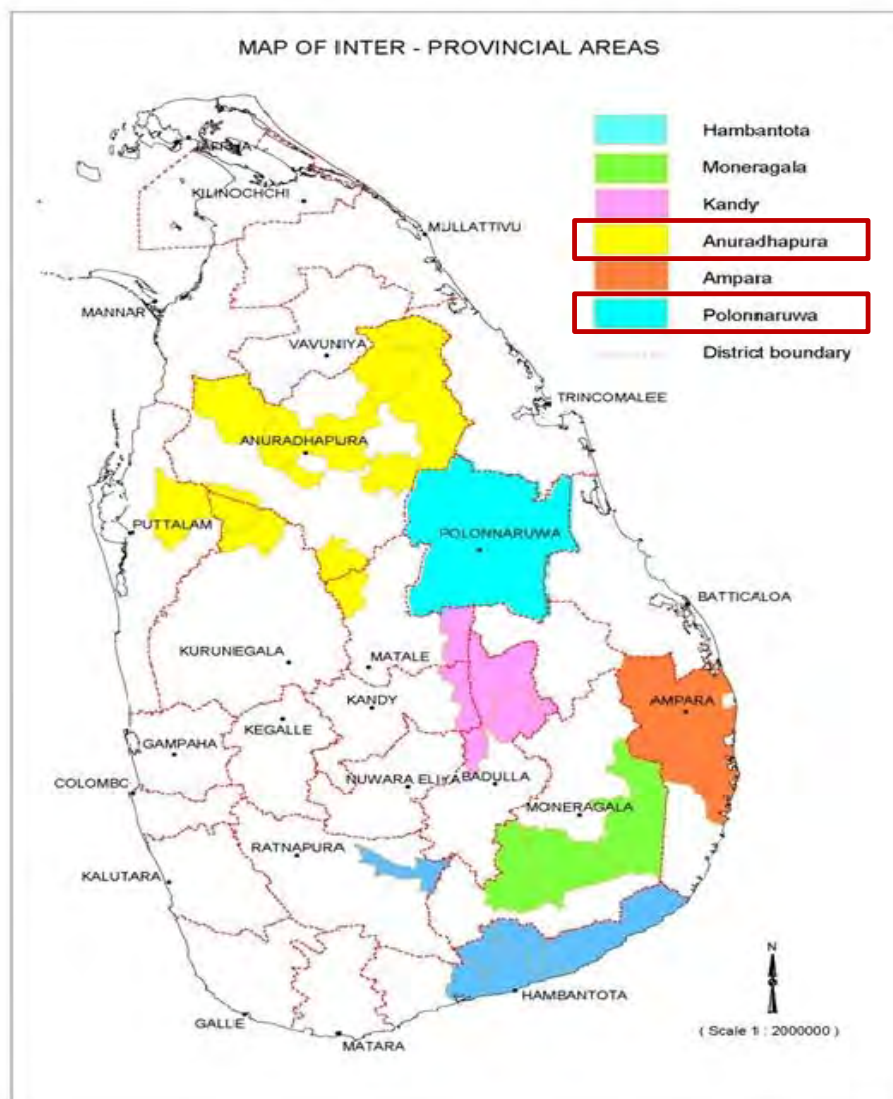 MAP OF INTER - PROVINCIAL AREAS
Hambantota
Moneragala
Kandy
Anuradhapura
Ampara
Polonnaruwa
District boundary
JAFFNA
KILINOCHCHI
MULLATTIVU
MANNAR
VAVUNIYA
TRINCOMALEE
ANURADHAPURA
PUTTALAM
POLONNARUWA
BATTICALOA
KURUNEGALA
MATALE
KANDY
AMPARA
KEGALLE
GAMPAHA
NUWARA ELIYA
BADULLA
COLOMBO
MONERAGALA
RATNAPURA
KALUTARA
N
HAMBANTOTA
GALLE
( Scale 1 : 2000000 )
MATARA